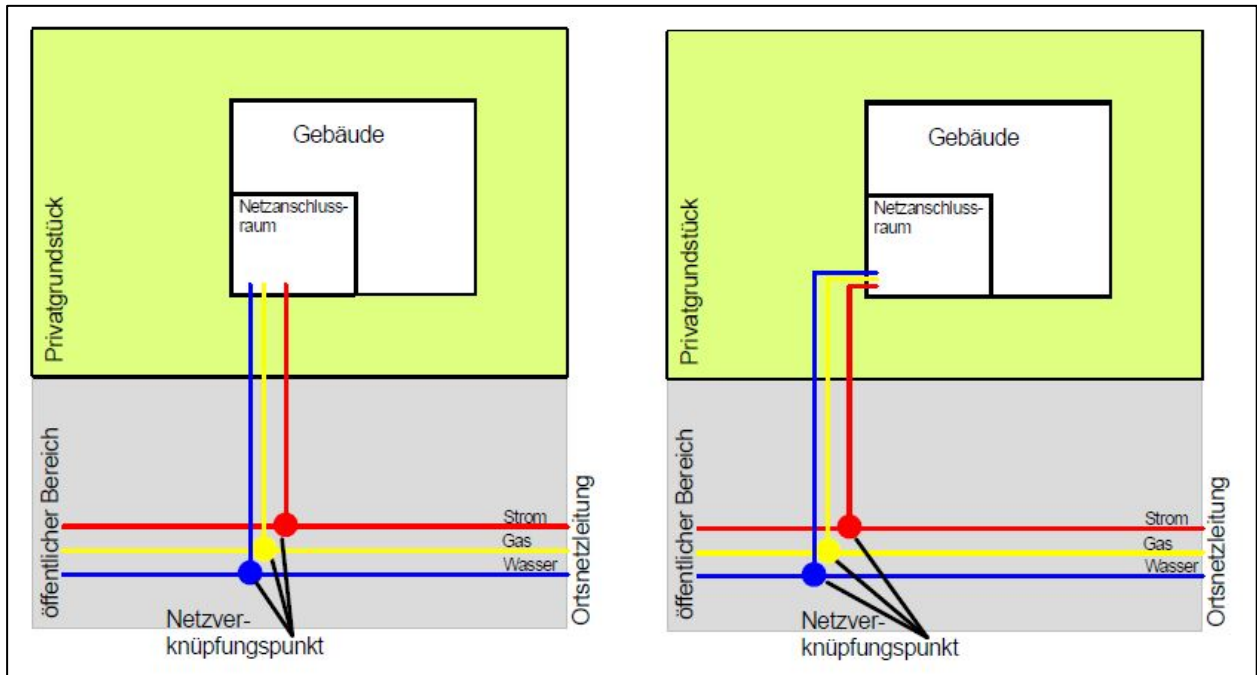 Gebäude
Netzanschluss-
raum
Privatgrundstück
öffentlicher Bereich
Strom
Gas
Wasser
Ortsnetzleitung
Netzver-
knüpfungspunkt
Gebäude
Netzanschluss-
raum
Privatgrundstück
öffentlicher Bereich
Strom
Gas
Wasser
Ortsnetzleitung
Netzver-
knüpfungspunkt